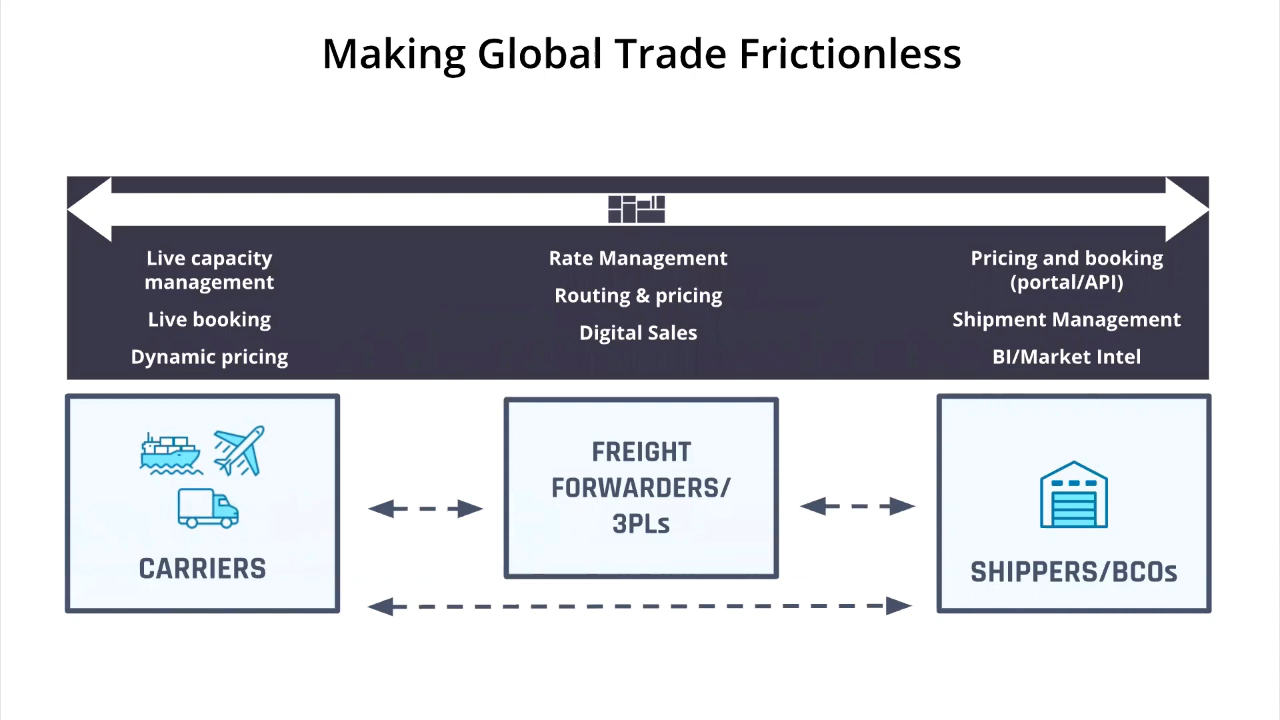 Making Global Trade Frictionless
Live capacity
management
Live booking
Dynamic pricing
Rate Management
Routing & pricing
Digital Sales
Pricing and booking
(portal/API)
Shipment Management
BI/Market Intel
CARRIERS
FREIGHT
FORWARDERS/
3PLs
SHIPPERS/BCOs